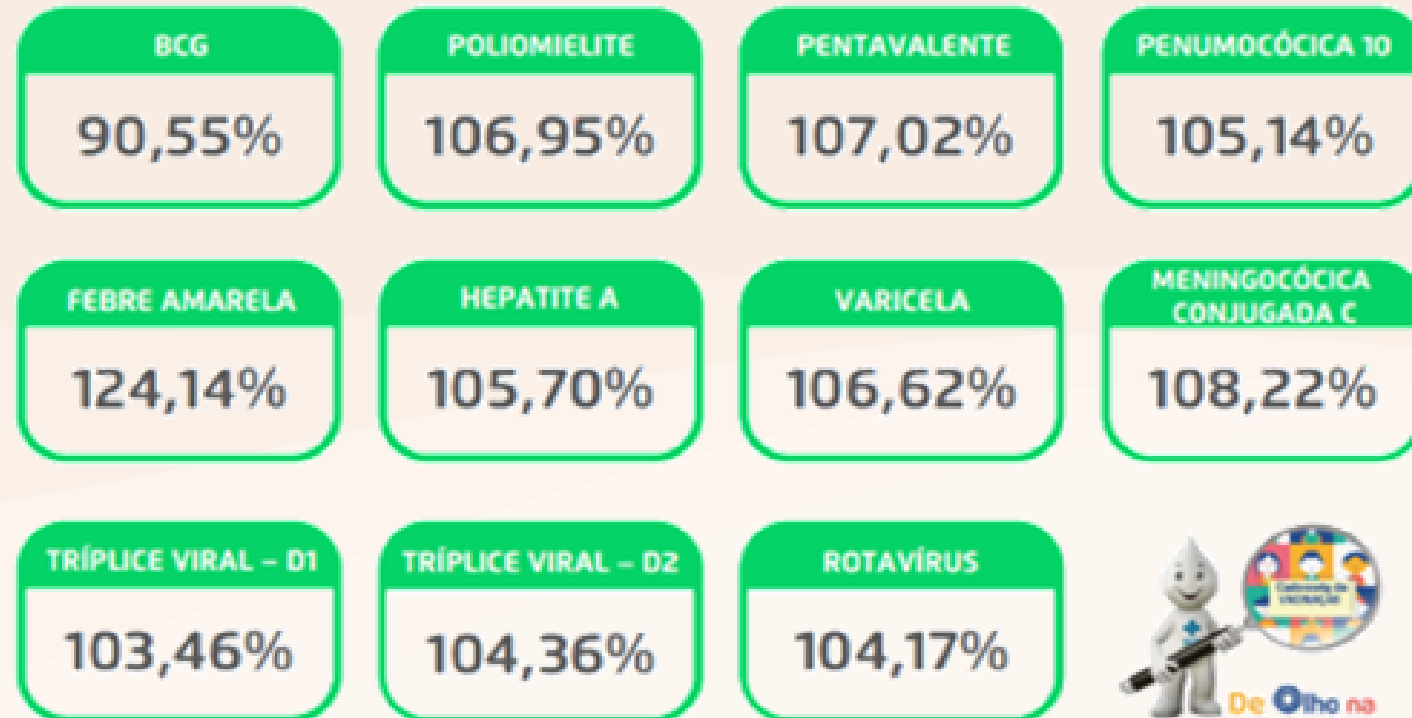 BCG
90,55%
POLIOMIELITE
106,95%
PENTAVALENTE
107,02%
PENUMOCÓCICA 10
105,14%
FEBRE AMARELA
124,14%
HEPATITE A
105,70%
VARICELA
106,62%
MENINGOCÓCICA
CONJUGADA C
108,22%
TRÍPLICE VIRAL – D1
103,46%
TRÍPLICE VIRAL – D2
104,36%
ROTAVÍRUS
104,17%
VACINAÇÃO
De Olho na